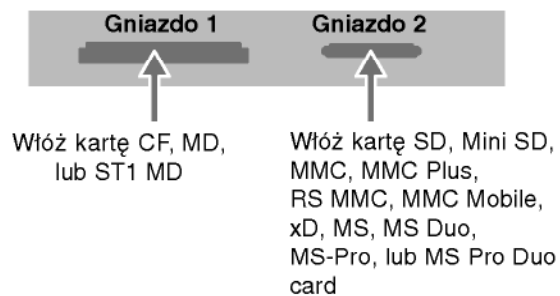 Gniazdo 1
Gniazdo 2
Włóż kartę CF, MD,
lub ST1 MD
Włóż kartę SD, Mini SD,
MMC, MMC Plus,
RS MMC, MMC Mobile,
xD, MS, MS Duo,
MS-Pro, lub MS Pro Duo
card